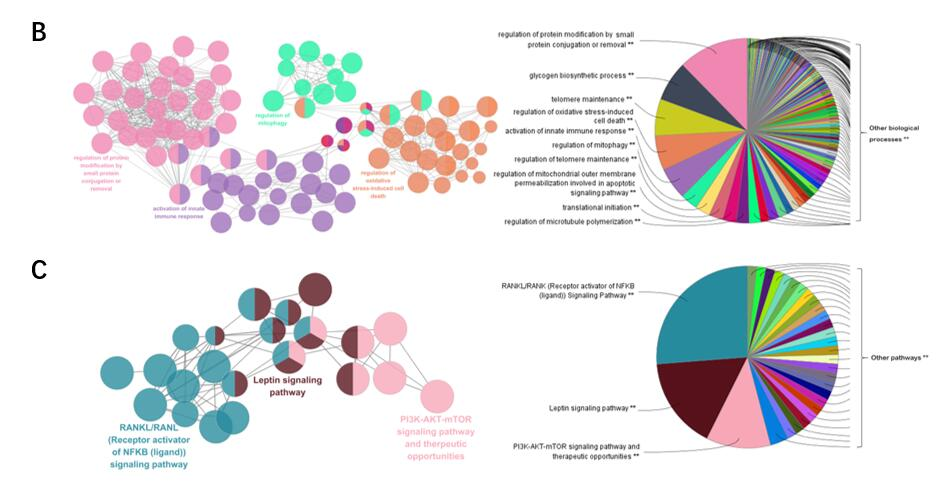 B
regulation of protein
modification by
small protein
conjugation or
removal
activation of innate
immune response
regulation of
mitophagy
regulation of
oxidative
stress-induced cell
death
regulation of protein modification by small
protein conjugation or removal **
glycogen biosynthetic process **
telomere maintenance **
regulation of oxidative stress-induced
cell death **
activation of innate immune response **
regulation of mitophagy **
regulation of telomere maintenance **
regulation of mitochondrial outer membrane
permeabilization involved in apoptotic
signaling pathway **
translational initiation **
regulation of microtubule polymerization **
Other biological
processes **
C
RANKL/RANL
(Receptor activator
of NFKB (ligand))
signaling pathway
Leptin signaling
pathway
PI3K-AKT-mTOR
signaling pathway
and therpeutic
opportunities
RANKL/RANK (Receptor activator of NFKB
(ligand)) Signaling Pathway **
Leptin signaling pathway **
PI3K-AKT-mTOR signaling pathway and
therapeutic opportunities **
Other pathways **